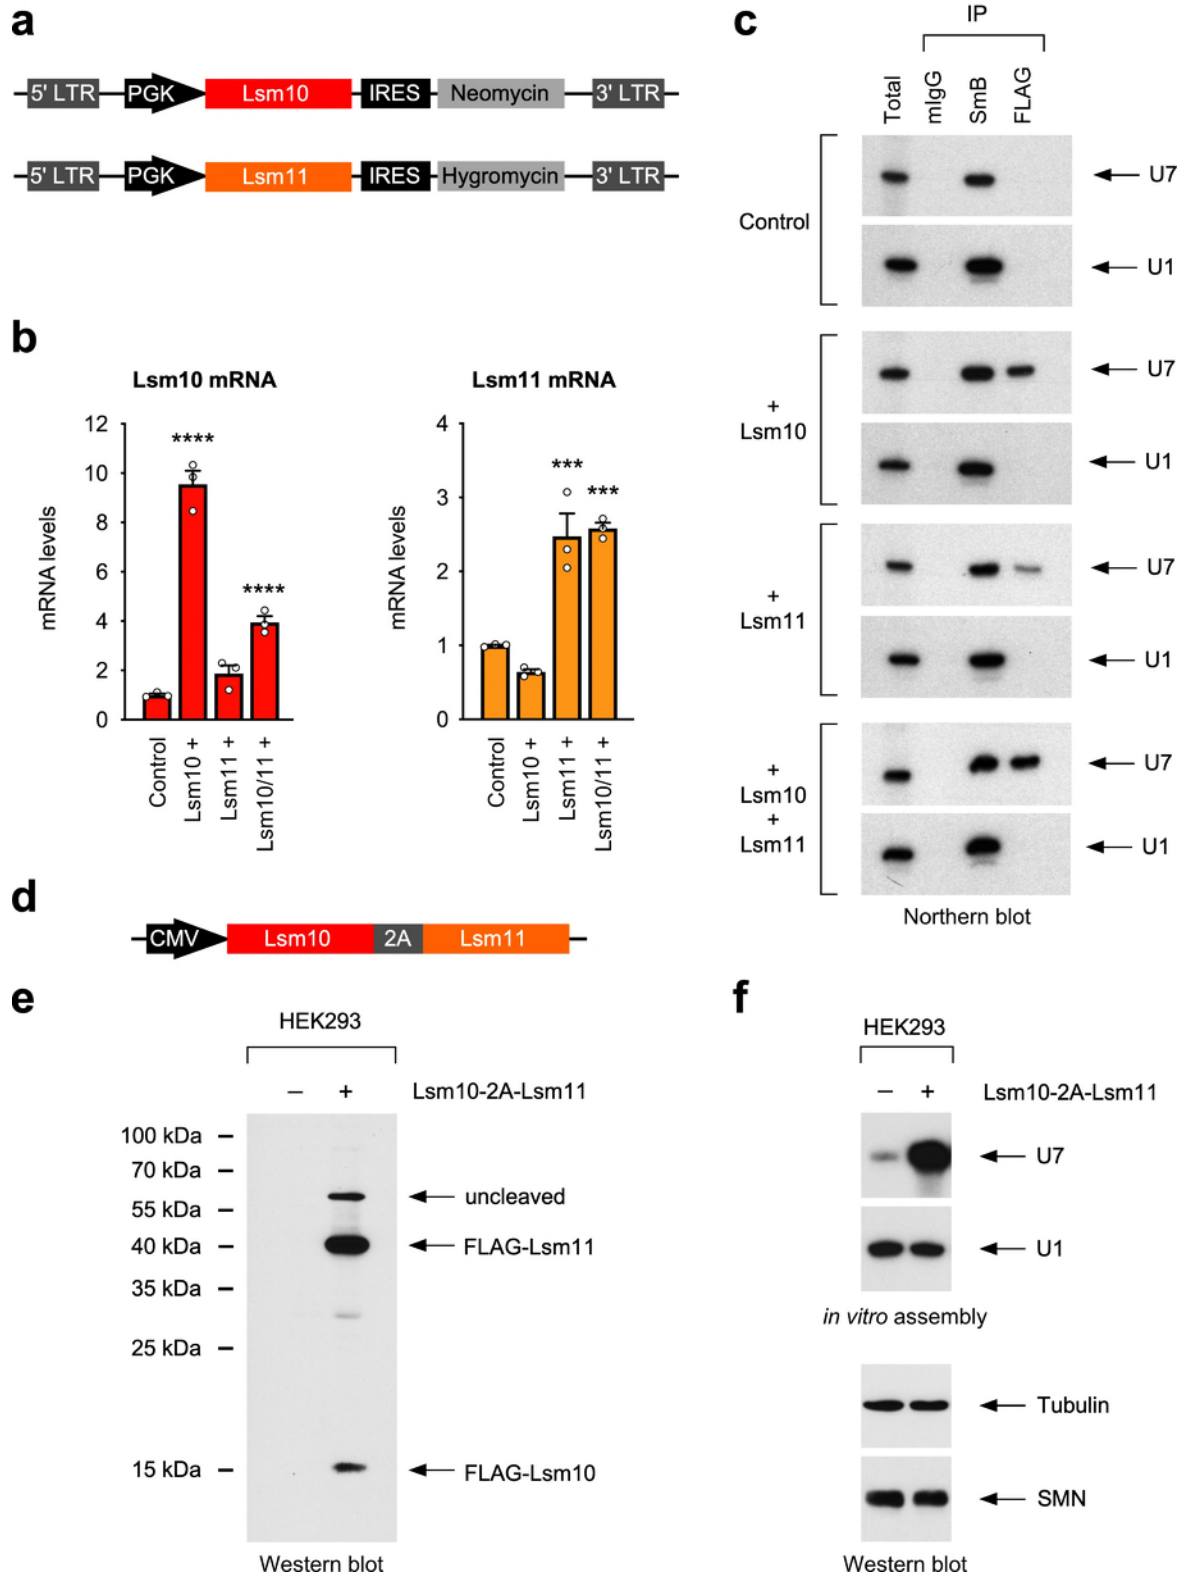 a
5' LTR PGK Lsm10 IRES Neomycin 3' LTR
5' LTR PGK Lsm11 IRES Hygromycin 3' LTR
b
Lsm10 mRNA
mRNA levels
12
10
8
6
4
2
0
****
****
Control
Lsm10 +
Lsm11 +
Lsm10/11 +
Lsm11 mRNA
mRNA levels
4
3
2
1
0
***
***
Control
Lsm10 +
Lsm11 +
Lsm10/11 +
c
IP
Total
mIgG
SmB
FLAG
Control
U7
U1
+
Lsm10
U7
U1
+
Lsm11
U7
U1
+
Lsm10
+
Lsm11
U7
U1
Northern blot
d
CMV Lsm10 2A Lsm11
e
HEK293
– + Lsm10-2A-Lsm11
100 kDa
70 kDa
55 kDa
40 kDa
35 kDa
25 kDa
15 kDa
uncleaved
FLAG-Lsm11
FLAG-Lsm10
Western blot
f
HEK293
– + Lsm10-2A-Lsm11
U7
U1
in vitro assembly
Tubulin
SMN
Western blot